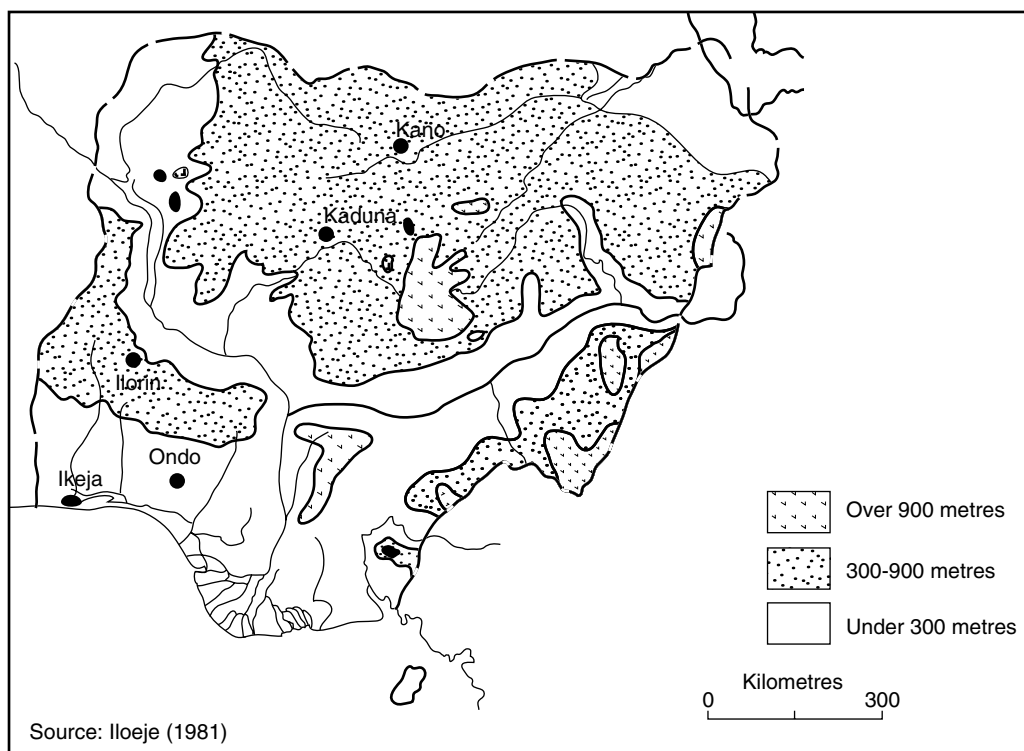 Kano
Kaduna
Ilorin
Ondo
Ikeja
Over 900 metres
300-900 metres
Under 300 metres
Kilometres
0 300
Source: Iloeje (1981)